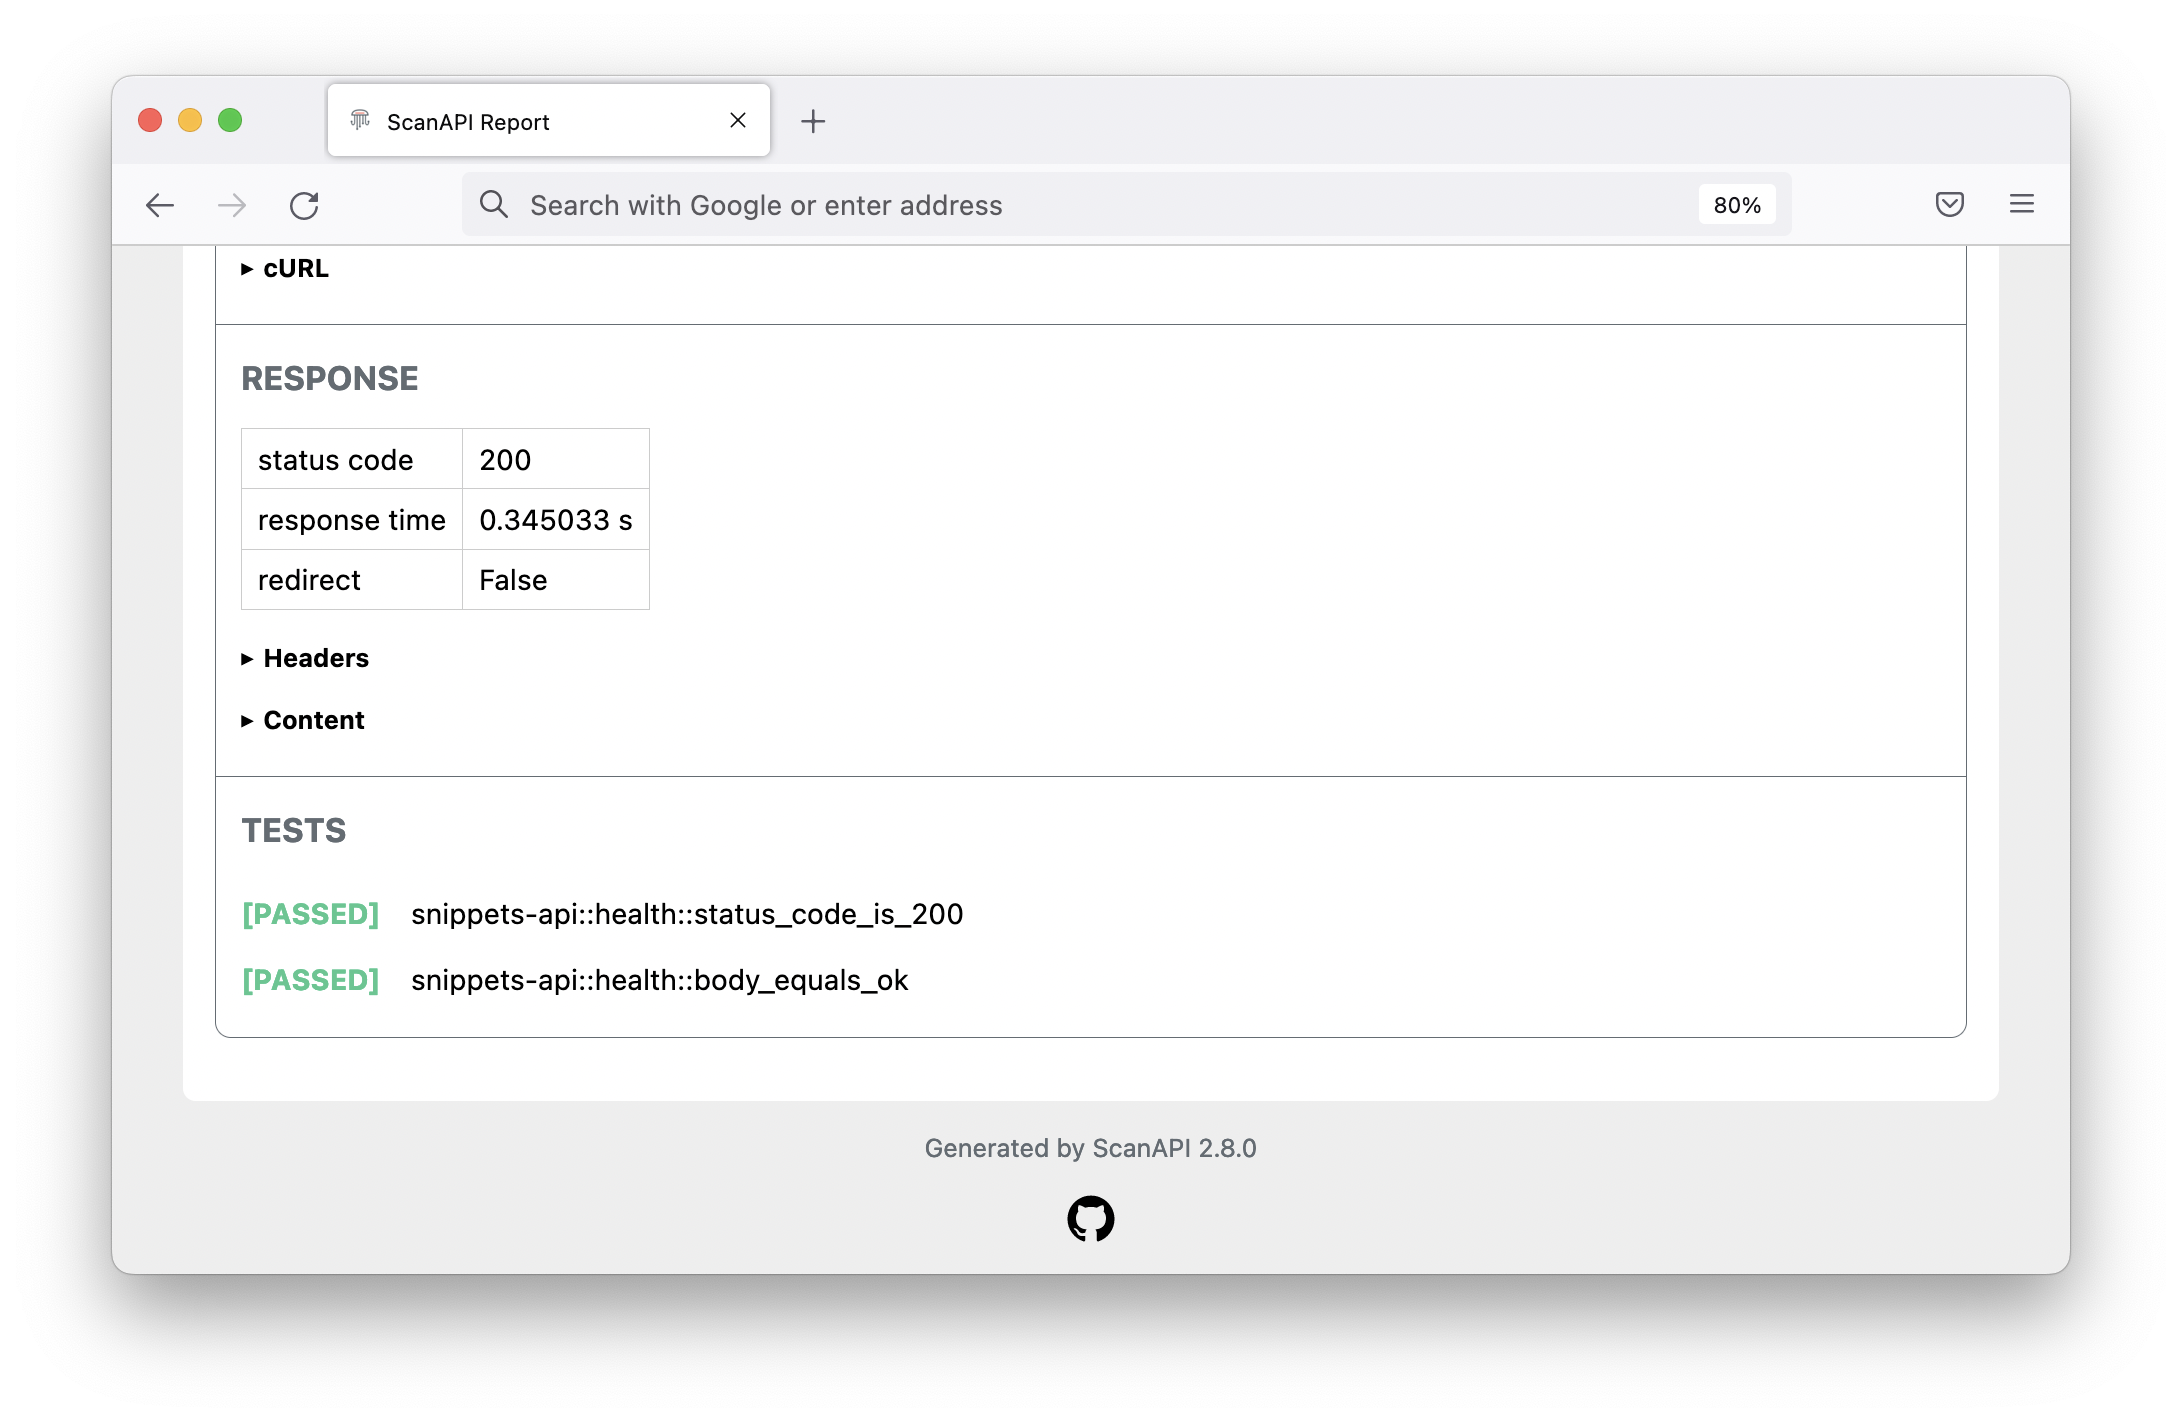 ScanAPI Report
Search with Google or enter address
80%
cURL
RESPONSE
status code 200
response time 0.345033 s
redirect False
Headers
Content
TESTS
[PASSED] snippets-api::health::status_code_is_200
[PASSED] snippets-api::health::body_equals_ok
Generated by ScanAPI 2.8.0